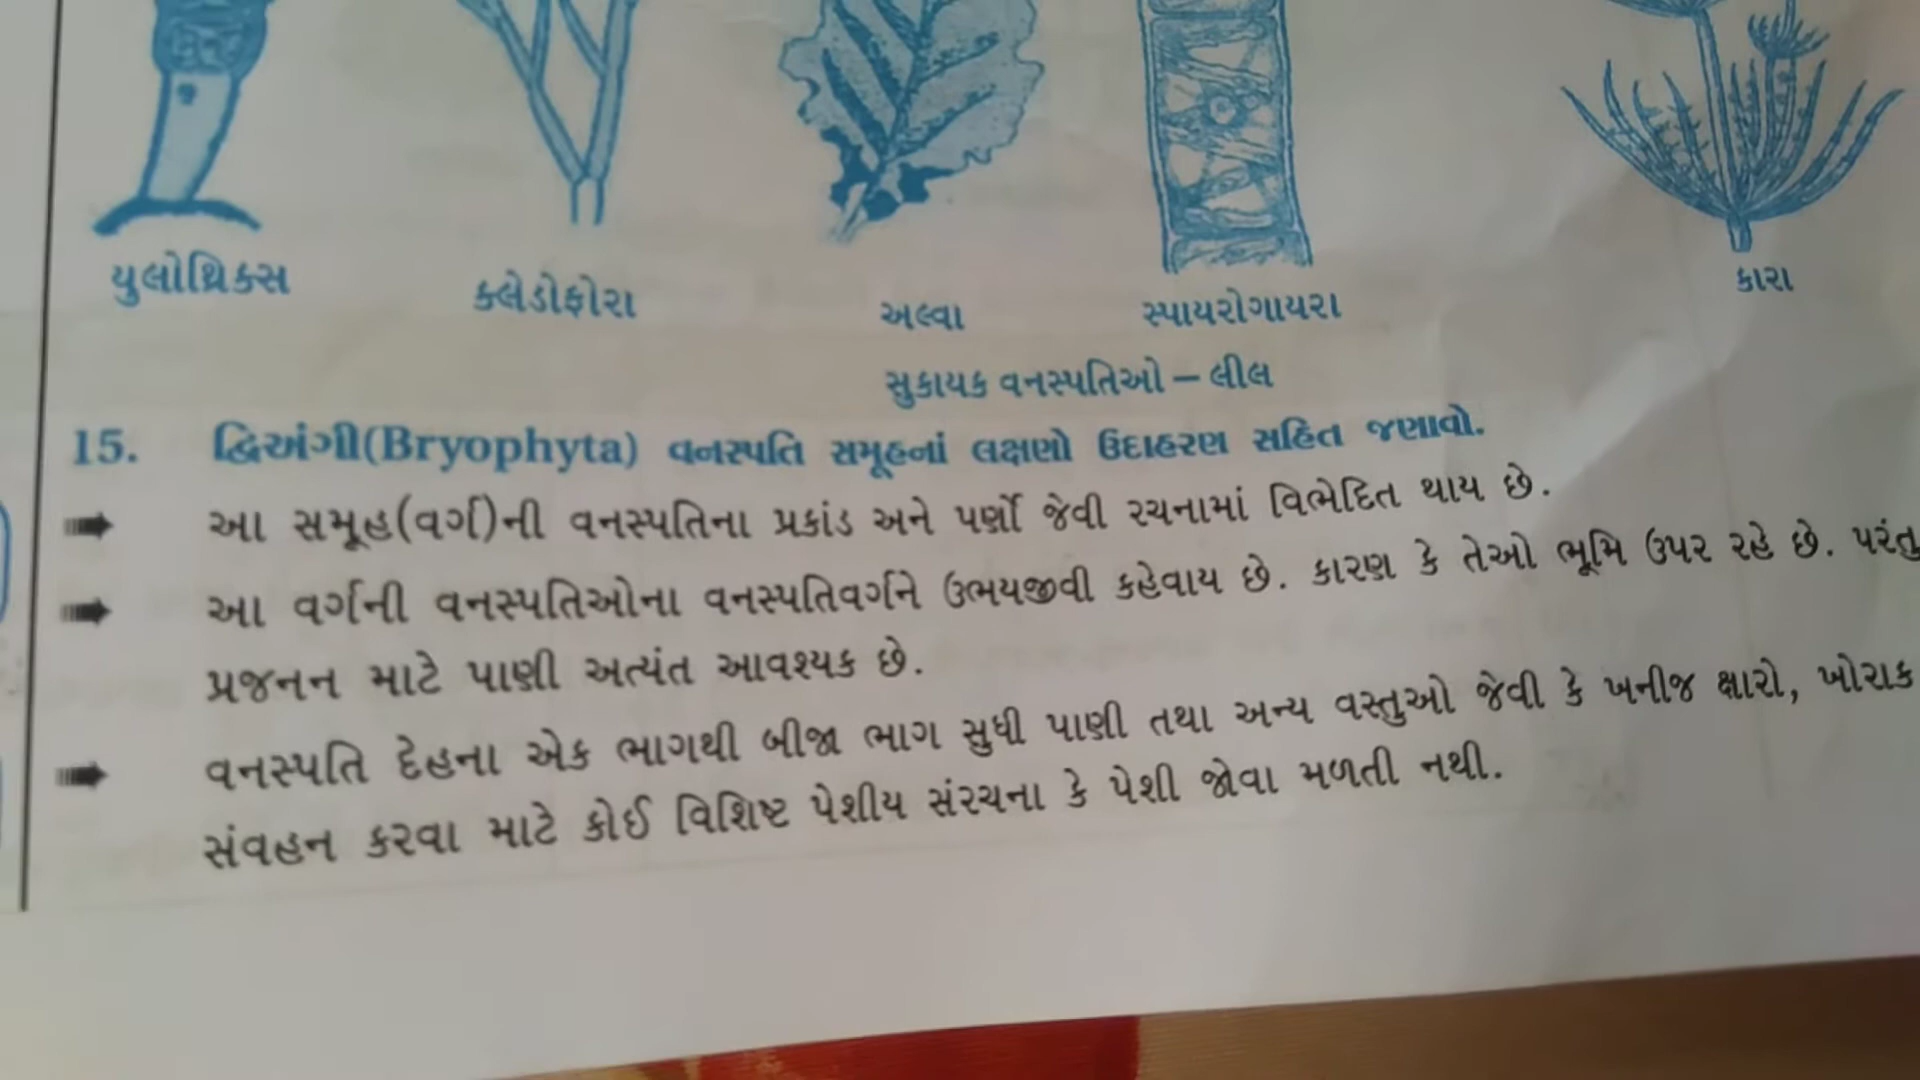 યુલોથ્રિક્સ
ક્લેડોફોરા
અલ્વા
સ્પાયરોગાયરા
કારા
સુકાયક વનસ્પતિઓ – લીલ
15. દ્વિઅંગી(Bryophyta) વનસ્પતિ સમૂહનાં લક્ષણો ઉદાહરણ સહિત જણાવો.
આ સમૂહ(વર્ગ)ની વનસ્પતિના પ્રકાંડ અને પર્ણો જેવી રચનામાં વિભેદિત થાય છે.
આ વર્ગની વનસ્પતિઓના વનસ્પતિવર્ગને ઉભયજીવી કહેવાય છે. કારણ કે તેઓ ભૂમિ ઉપર રહે છે. પરંતુ
પ્રજનન માટે પાણી અત્યંત આવશ્યક છે.
વનસ્પતિ દેહના એક ભાગથી બીજા ભાગ સુધી પાણી તથા અન્ય વસ્તુઓ જેવી કે ખનીજ ક્ષારો, ખોરાક
સંવહન કરવા માટે કોઈ વિશિષ્ટ પેશીય સંરચના કે પેશી જોવા મળતી નથી.